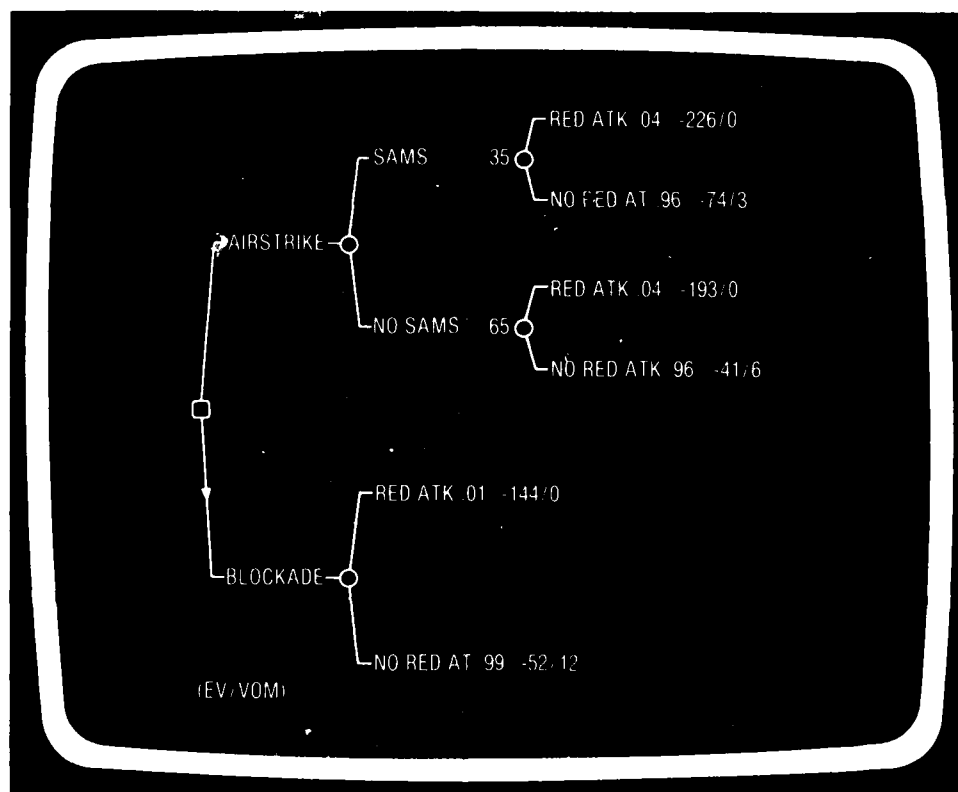 RED ATK .04 -226/0
SAMS 35
NO RED AT .96 -74/3
AIRSTRIKE
RED ATK .04 -193/0
NO SAMS 65
NO RED ATK 96 -41/6
RED ATK .01 -144/0
BLOCKADE
NO RED AT 99 -52/12
(EV/VOM)